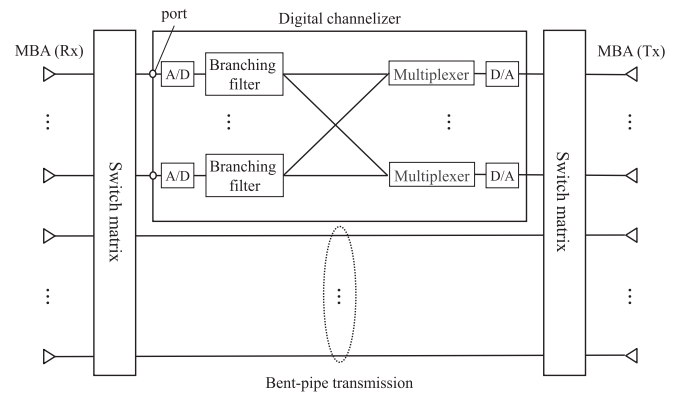 port
Digital channelizer
MBA (Rx)
MBA (Tx)
A/D
Branching
filter
Multiplexer
D/A
Switch matrix
Switch matrix
A/D
Branching
filter
Multiplexer
D/A
Bent-pipe transmission